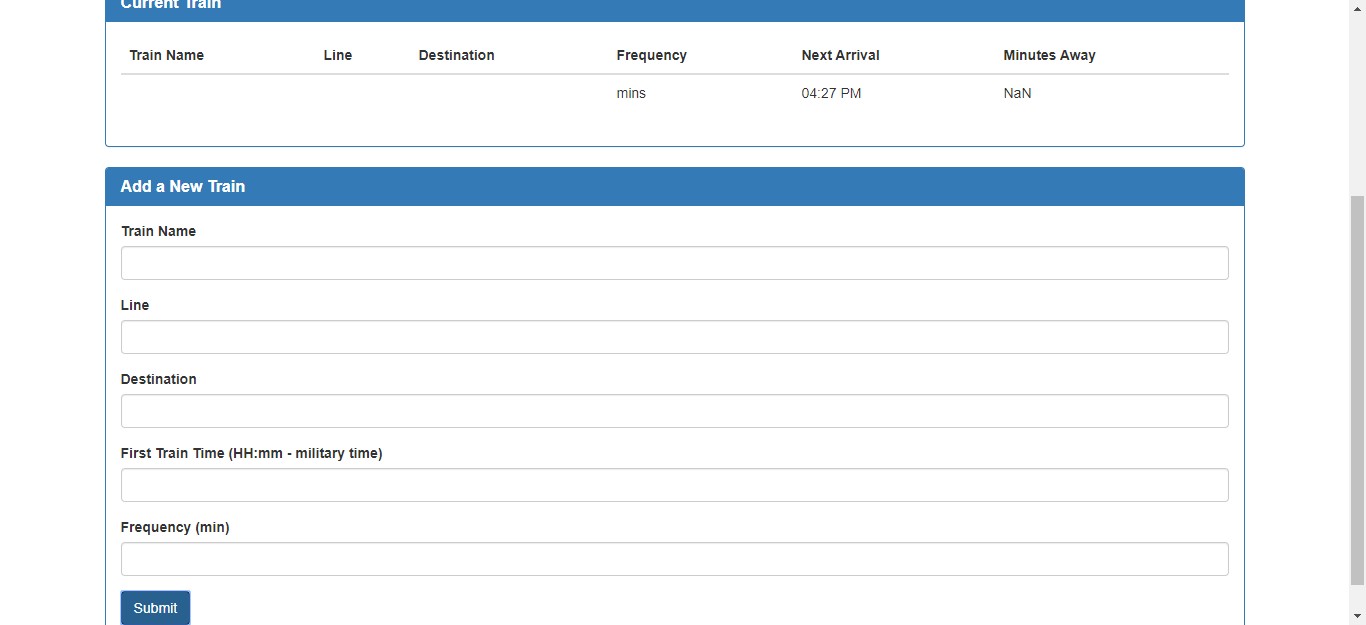 Current Train
Train Name Line Destination Frequency Next Arrival Minutes Away
mins 04:27 PM NaN
Add a New Train
Train Name
Line
Destination
First Train Time (HH:mm - military time)
Frequency (min)
Submit